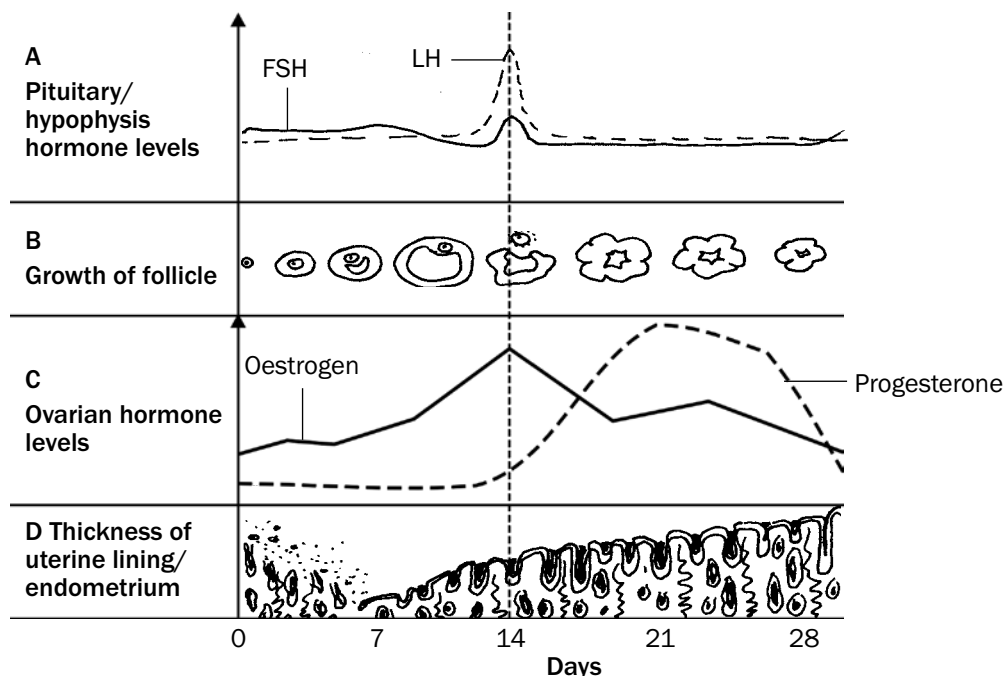 A
Pituitary/
hypophysis
hormone levels
FSH
LH
B
Growth of follicle
C
Ovarian hormone
levels
Oestrogen
Progesterone
D Thickness of
uterine lining/
endometrium
0 7 14 21 28
Days